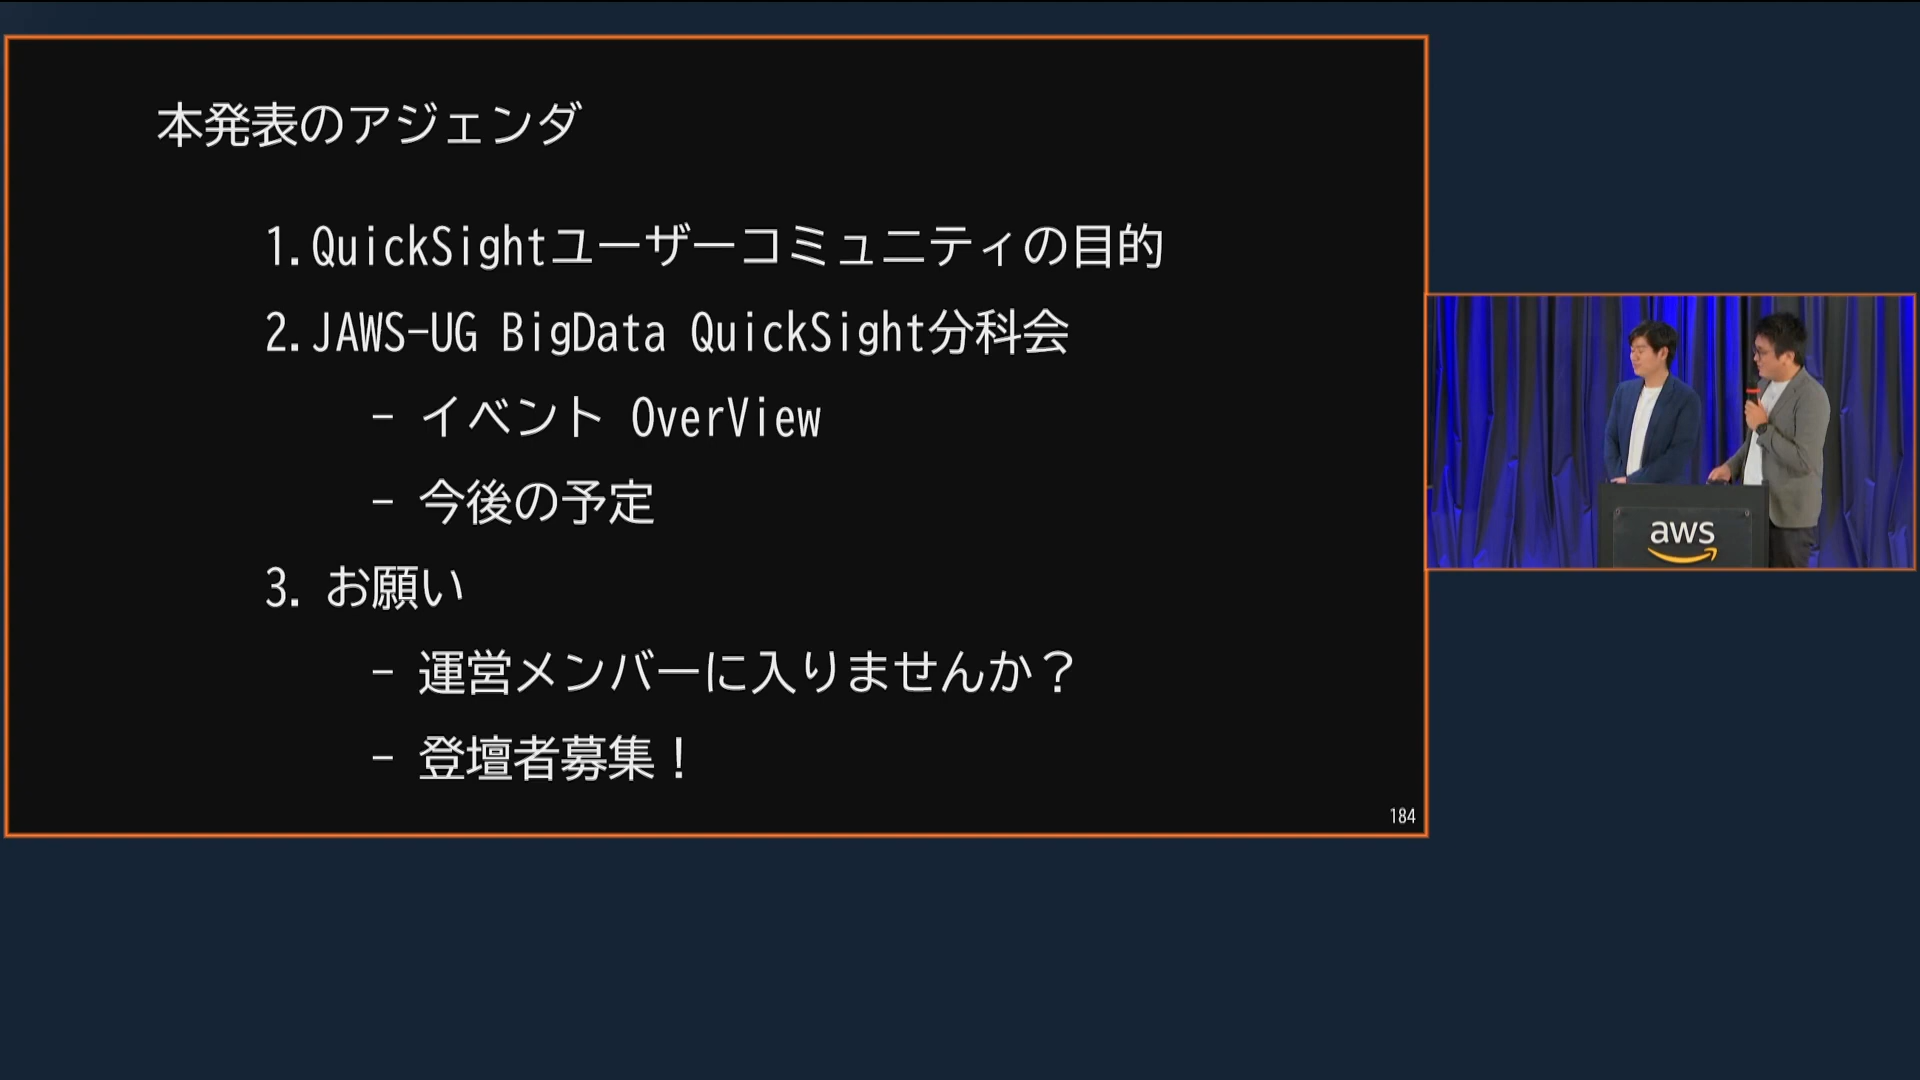 本発表のアジェンダ
1.QuickSightユーザーコミュニティの目的
2.JAWS-UG BigData QuickSight分科会
- イベント OverView
- 今後の予定
3. お願い
- 運営メンバーに入りませんか？
- 登壇者募集！
184
aws